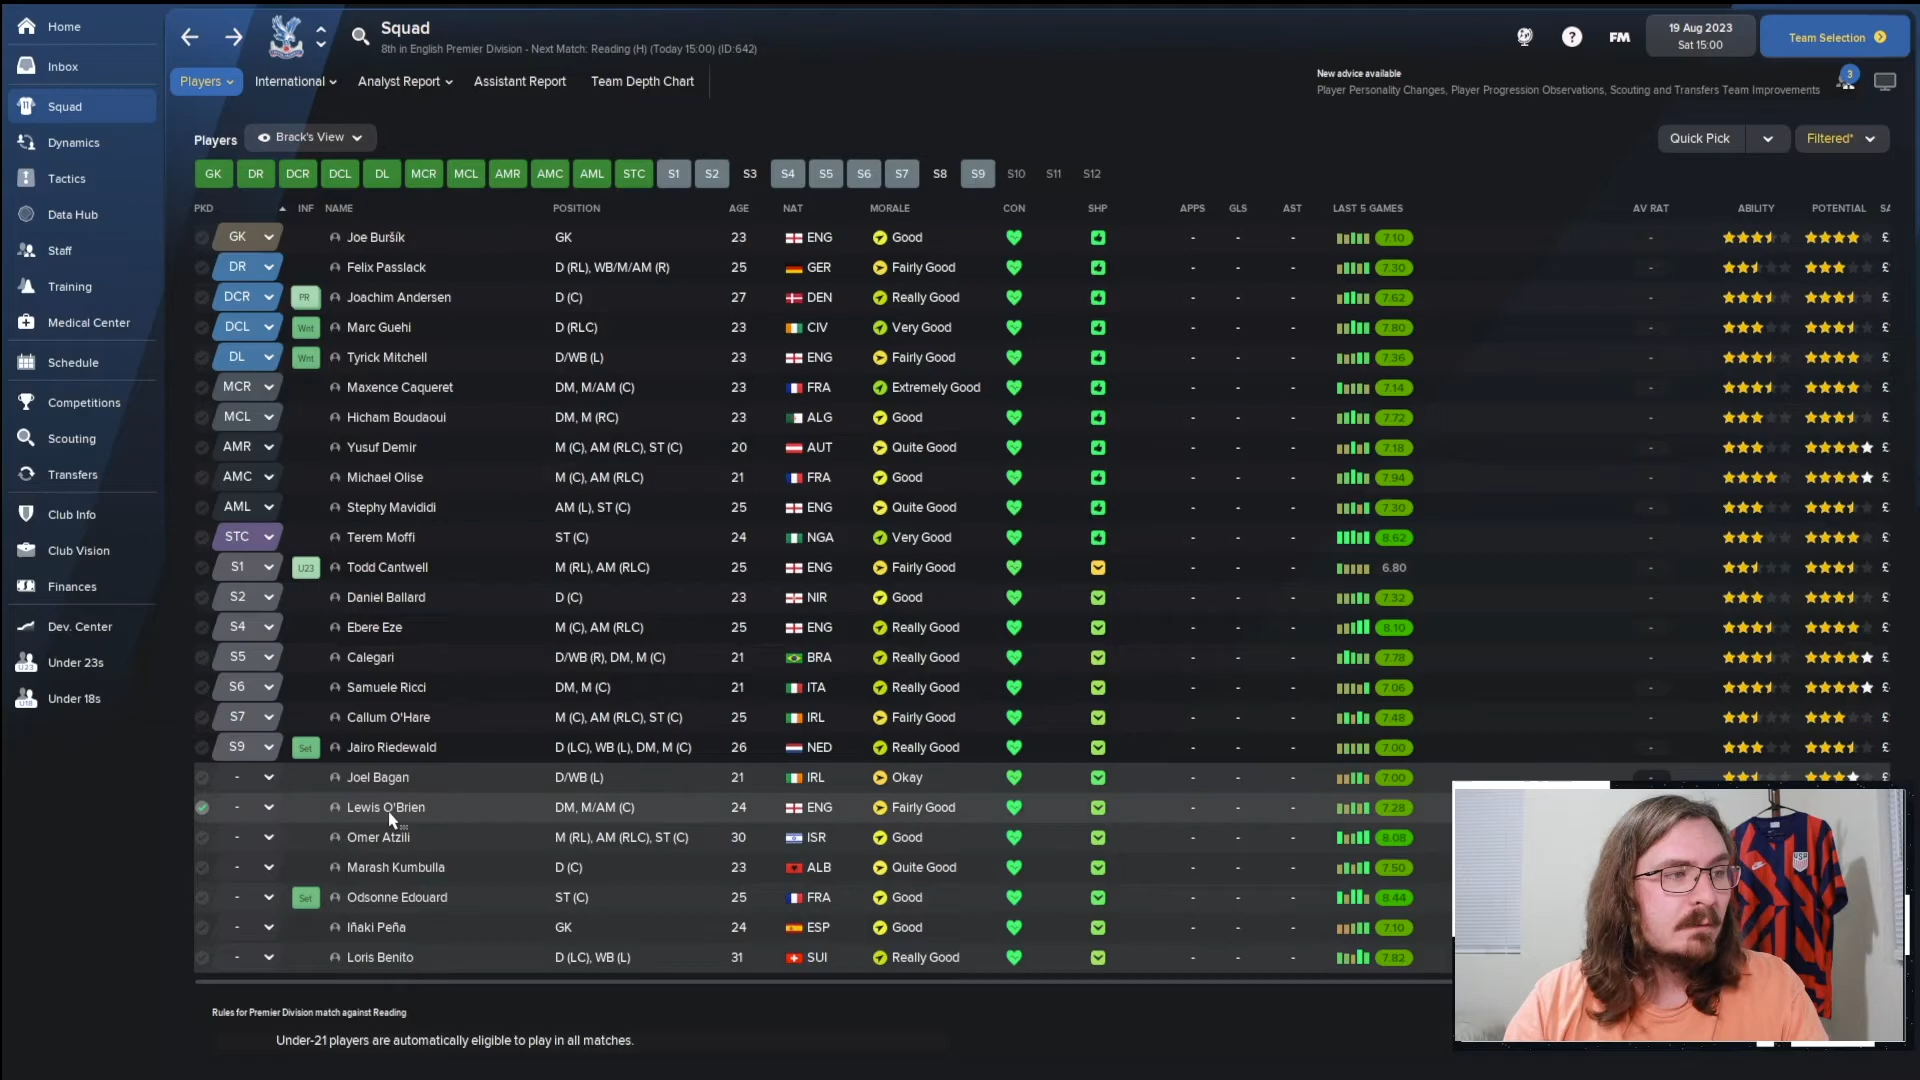 Home
Inbox
Squad
Dynamics
Tactics
Data Hub
Staff
Training
Medical Center
Schedule
Competitions
Scouting
Transfers
Club Info
Club Vision
Finances
Dev. Center
Under 23s
Under 18s
Squad
8th in English Premier Division - Next Match: Reading (H) (Today 15:00) (ID:642)
FM
19 Aug 2023
Sat 15:00
Team Selection
Players International Analyst Report Assistant Report Team Depth Chart
New advice available
Player Personality Changes, Player Progression Observations, Scouting and Transfers Team Improvements
3
Players Brack's View Quick Pick Filtered*
GK DR DCR DCL DL MCR MCL AMR AMC AML STC S1 S2 S3 S4 S5 S6 S7 S8 S9 S10 S11 S12
PKD INF NAME POSITION AGE NAT MORALE CON SHP APPS GLS AST LAST 5 GAMES AV RAT ABILITY POTENTIAL
GK Joe Buršík GK 23 ENG Good - - - 7.10 - £
DR Felix Passlack D (RL), WB/M/AM (R) 25 GER Fairly Good - - - 7.30 - £
DCR PR Joachim Andersen D (C) 27 DEN Really Good - - - 7.62 - £
DCL Wnt Marc Guehi D (RLC) 23 CIV Very Good - - - 7.80 - £
DL Wnt Tyrick Mitchell D/WB (L) 23 ENG Fairly Good - - - 7.36 - £
MCR Maxence Caqueret DM, M/AM (C) 23 FRA Extremely Good - - - 7.14 - £
MCL Hicham Boudaoui DM, M (RC) 23 ALG Good - - - 7.72 - £
AMR Yusuf Demir M (C), AM (RLC), ST (C) 20 AUT Quite Good - - - 7.18 - £
AMC Michael Olise M (C), AM (RLC) 21 FRA Good - - - 7.94 - £
AML Stephy Mavididi AM (L), ST (C) 25 ENG Quite Good - - - 7.30 - £
STC Terem Moffi ST (C) 24 NGA Very Good - - - 8.62 - £
S1 U23 Todd Cantwell M (RL), AM (RLC) 25 ENG Fairly Good - - - 6.80 - £
S2 Daniel Ballard D (C) 23 NIR Good - - - 7.32 - £
S4 Ebere Eze M (C), AM (RLC) 25 ENG Really Good - - - 8.10 - £
S5 Calegari D/WB (R), DM, M (C) 21 BRA Really Good - - - 7.78 - £
S6 Samuele Ricci DM, M (C) 21 ITA Really Good - - - 7.06 - £
S7 Callum O'Hare M (C), AM (RLC), ST (C) 25 IRL Fairly Good - - - 7.48 - £
S9 Set Jairo Riedewald D (LC), WB (L), DM, M (C) 26 NED Really Good - - - 7.00 - £
- Joel Bagan D/WB (L) 21 IRL Okay - - - 7.00 - £
- Lewis O'Brien DM, M/AM (C) 24 ENG Fairly Good - - - 7.28
- Omer Atzili M (RL), AM (RLC), ST (C) 30 ISR Good - - - 8.08
- Marash Kumbulla D (C) 23 ALB Quite Good - - - 7.50
- Set Odsonne Edouard ST (C) 25 FRA Good - - - 8.44
- Iñaki Peña GK 24 ESP Good - - - 7.10
- Loris Benito D (LC), WB (L) 31 SUI Really Good - - - 7.82
Rules for Premier Division match against Reading
Under-21 players are automatically eligible to play in all matches.